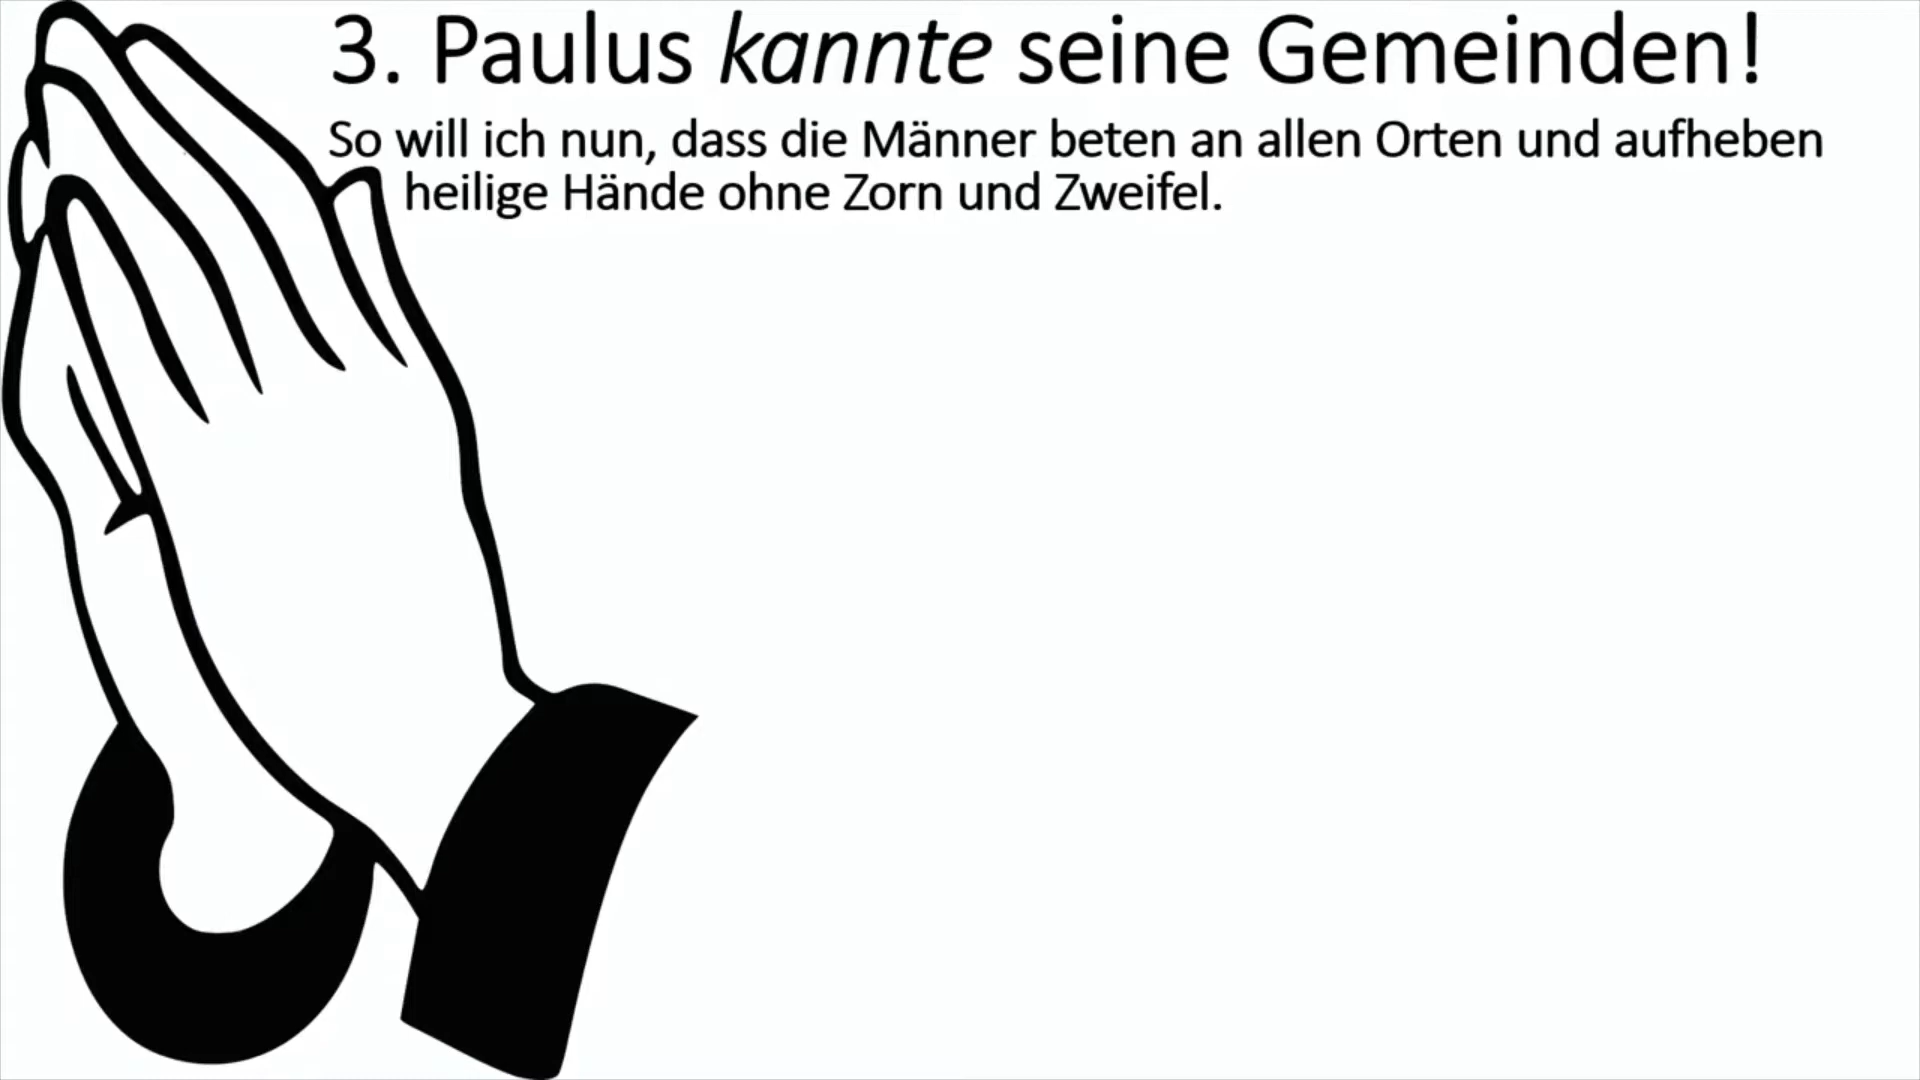 3. Paulus kannte seine Gemeinden!
So will ich nun, dass die Männer beten an allen Orten und aufheben
heilige Hände ohne Zorn und Zweifel.